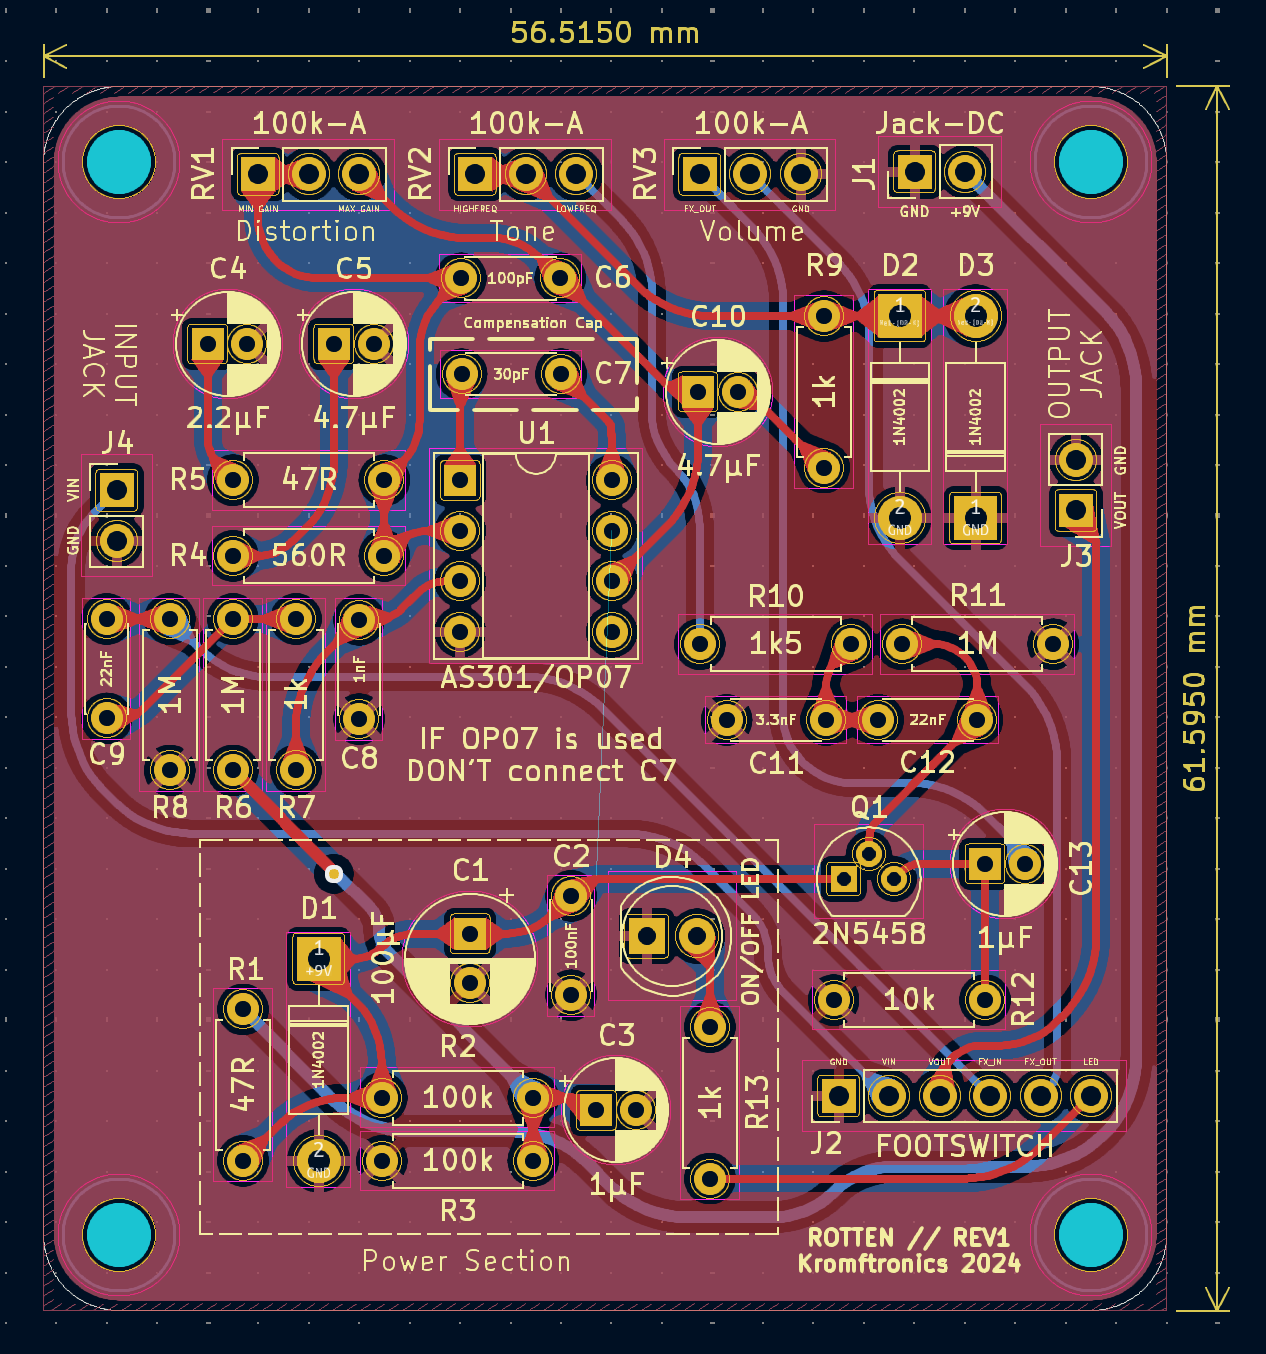 56.5150 mm
100k-A
100k-A
100k-A
Jack-DC
RV1
RV2
RV3
J1
MIN GAIN
MAX GAIN
HIGHFREQ
LOWFREQ
FX_OUT
GND
GND
+9V
Distortion
Tone
Volume
C4
C5
100pF
C6
R9
D2
D3
Compensation Cap
C10
1
2
INPUT
JACK
30pF
C7
1k
1N4002
1N4002
OUTPUT
JACK
2.2µF
4.7µF
U1
4.7µF
J4
VIN
GND
R5
47R
R4
560R
2
GND
1
GND
GND
VOUT
J3
R10
1k5
R11
1M
22nF
1M
1M
1k
1nF
AS301/OP07
3.3nF
22nF
C9
C8
C11
C12
IF OP07 is used
DON'T connect C7
R8
R6
R7
Q1
C1
C2
D4
C13
D1
100µF
100nF
ON/OFF LED
2N5458
1µF
1
+9V
R1
10k
R12
47R
1N4002
R2
C3
100k
1k
R13
GND
VIN
VOUT
FX_IN
FX_OUT
LED
2
GND
100k
R3
1µF
J2
FOOTSWITCH
Power Section
ROTTEN // REV1
Kromftronics 2024
61.5950 mm